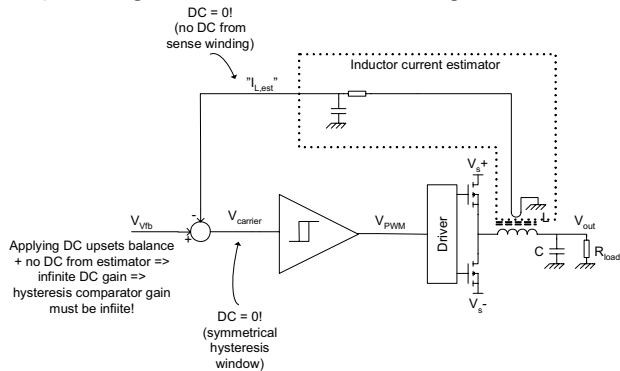 DC = 0!
(no DC from
sense winding)
Inductor current estimator
"I_L,est"
V_s+
-
V_Vfb
+
V_carrier
V_PWM
Driver
L
V_out
C
R_load
Applying DC upsets balance
+ no DC from estimator =>
infinite DC gain =>
hysteresis comparator gain
must be infiite!
V_s-
DC = 0!
(symmetrical
hysteresis
window)